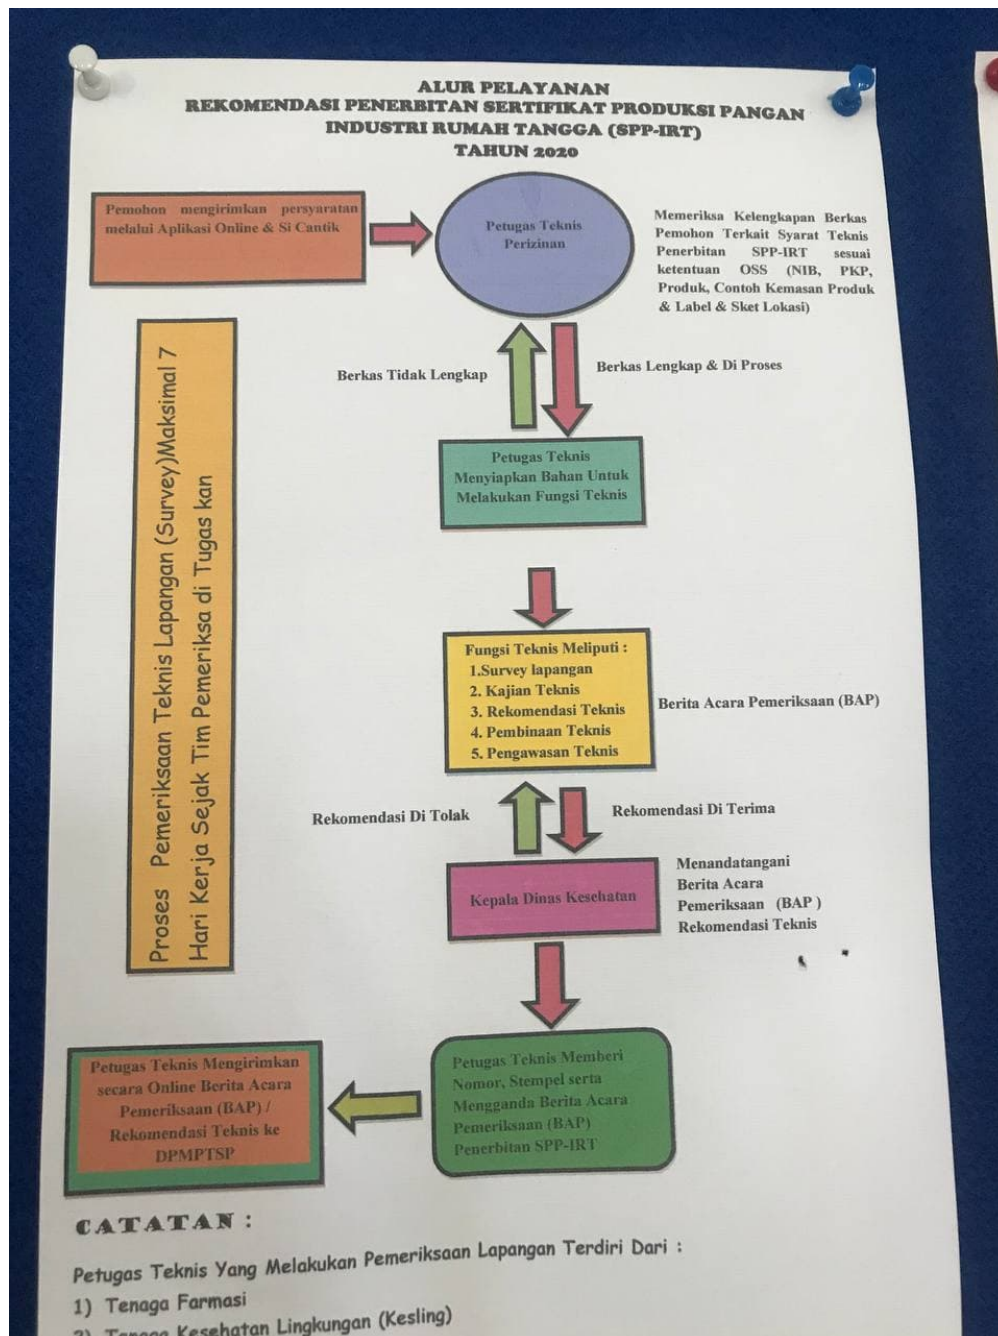 ALUR PELAYANAN
REKOMENDASI PENERBITAN SERTIFIKAT PRODUKSI PANGAN
INDUSTRI RUMAH TANGGA (SPP-IRT)
TAHUN 2020
Pemohon mengirimkan persyaratan
melalui Aplikasi Online & Si Cantik
Petugas Teknis
Perizinan
Memeriksa Kelengkapan Berkas
Pemohon Terkait Syarat Teknis
Penerbitan SPP-IRT sesuai
ketentuan OSS (NIB, PKP,
Produk, Contoh Kemasan Produk
& Label & Sket Lokasi)
Proses Pemeriksaan Teknis Lapangan (Survey)Maksimal 7
Hari Kerja Sejak Tim Pemeriksa di Tugas kan
Berkas Tidak Lengkap
Berkas Lengkap & Di Proses
Petugas Teknis
Menyiapkan Bahan Untuk
Melakukan Fungsi Teknis
Fungsi Teknis Meliputi :
1.Survey lapangan
2. Kajian Teknis
3. Rekomendasi Teknis
4. Pembinaan Teknis
5. Pengawasan Teknis
Berita Acara Pemeriksaan (BAP)
Rekomendasi Di Tolak
Rekomendasi Di Terima
Kepala Dinas Kesehatan
Menandatangani
Berita Acara
Pemeriksaan (BAP )
Rekomendasi Teknis
Petugas Teknis Memberi
Nomor, Stempel serta
Mengganda Berita Acara
Pemeriksaan (BAP)
Penerbitan SPP-IRT
Petugas Teknis Mengirimkan
secara Online Berita Acara
Pemeriksaan (BAP) /
Rekomendasi Teknis ke
DPMPTSP
CATATAN :
Petugas Teknis Yang Melakukan Pemeriksaan Lapangan Terdiri Dari :
1) Tenaga Farmasi
2) Tenaga Kesehatan Lingkungan (Kesling)